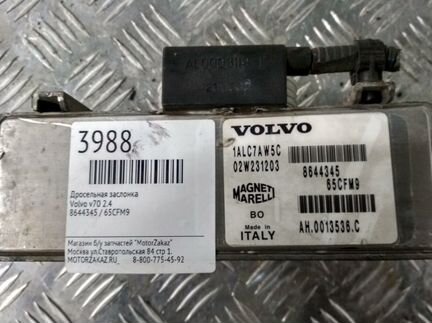 3988
Дросельная заслонка
Volvo v70 2.4
8644345 / 65CFM9
Магазин б/у запчастей "MotorZakaz"
Москва ул.Ставропольская 84 стр 1.
MOTORZAKAZ.RU 8-800-775-45-92
VOLVO
1ALC7AW5C
02W231203
8644345
65CFM9
MAGNETI
MARELLI
BO
Made in
ITALY
AH.0013536.C